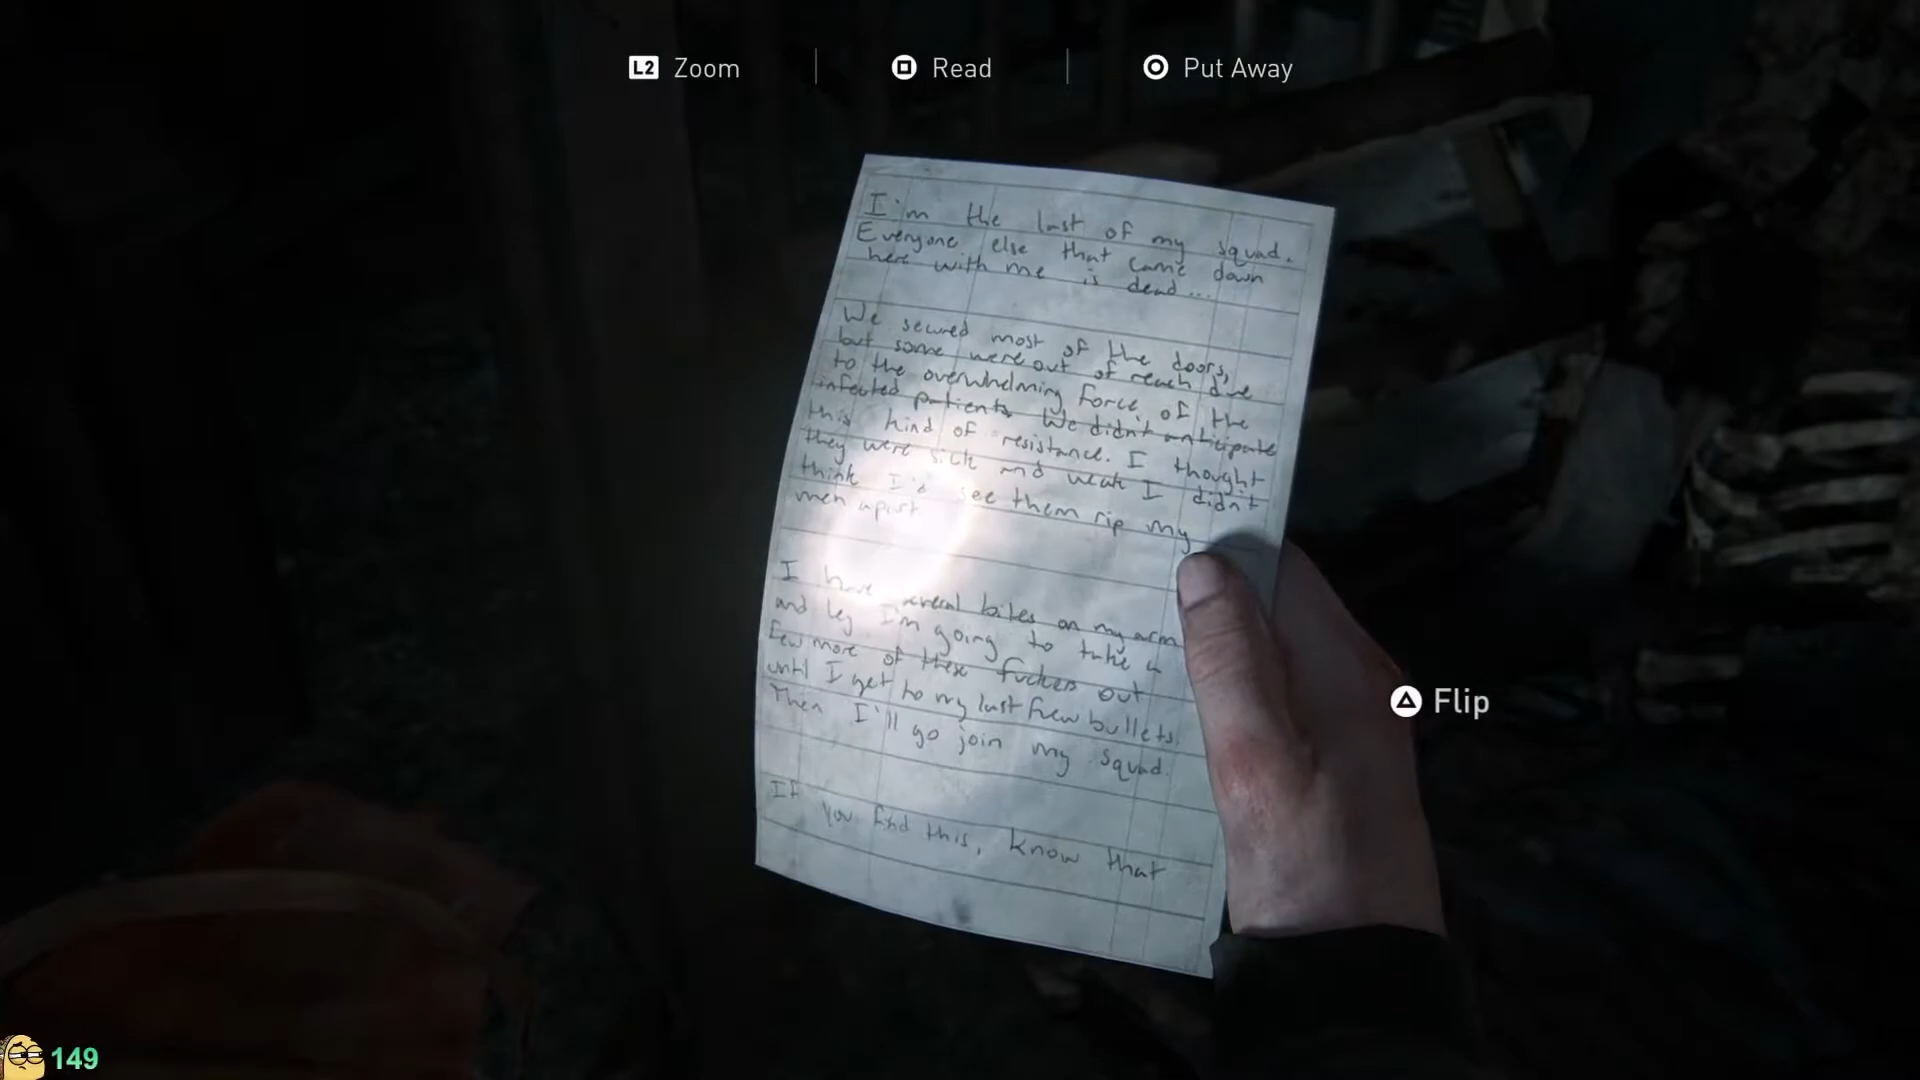 L2 Zoom
Read
Put Away
I'm the last of my squad.
Everyone else that came down
here with me is dead...
We secured most of the doors,
but some were out of reach due
to the overwhelming force of the
infected patients. We didn't anticipate
this kind of resistance. I thought
they were sick and weak I didn't
think I'd see them rip my
men apart.
I have several bites on my arm
and leg I'm going to take a
few more of these fuckers out
until I get to my last few bullets.
Then I'll go join my squad.
If you find this, know that
Flip
149